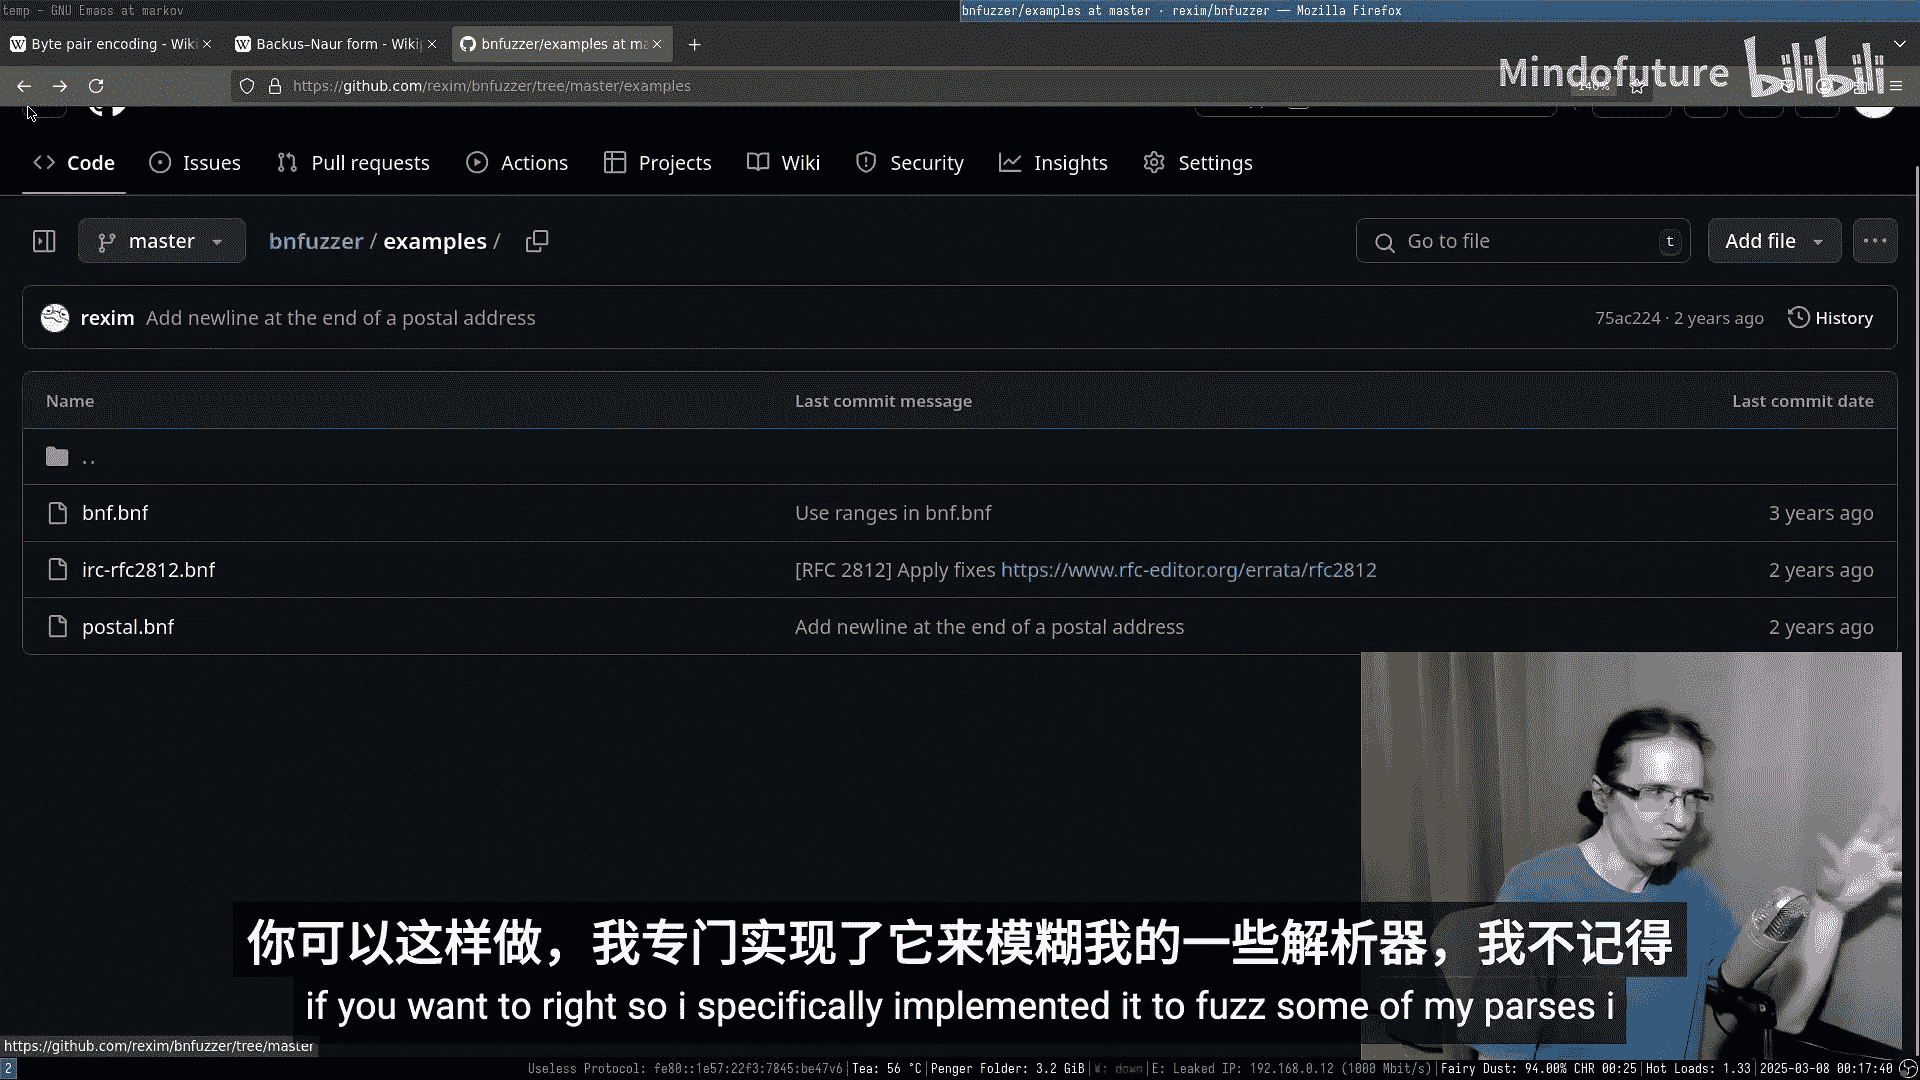 temp - GNU Emacs at markov
bnfuzzer/examples at master · rexim/bnfuzzer — Mozilla Firefox
Byte pair encoding - Wiki
Backus–Naur form - Wikip
bnfuzzer/examples at ma
Mindofuture bilibili
https://github.com/rexim/bnfuzzer/tree/master/examples
140%
Code
Issues
Pull requests
Actions
Projects
Wiki
Security
Insights
Settings
master
bnfuzzer / examples /
Go to file
t
Add file
rexim Add newline at the end of a postal address
75ac224 · 2 years ago
History
Name
Last commit message
Last commit date
..
bnf.bnf
Use ranges in bnf.bnf
3 years ago
irc-rfc2812.bnf
[RFC 2812] Apply fixes https://www.rfc-editor.org/errata/rfc2812
2 years ago
postal.bnf
Add newline at the end of a postal address
2 years ago
你可以这样做，我专门实现了它来模糊我的一些解析器，我不记得
if you want to right so i specifically implemented it to fuzz some of my parses i
https://github.com/rexim/bnfuzzer/tree/master
2
Useless Protocol: fe80::1e57:22f3:7845:be47v6|Tea: 56 °C|Penger Folder: 3.2 GiB|W: down|E: Leaked IP: 192.168.0.12 (1000 Mbit/s)|Fairy Dust: 94.00% CHR 00:25|Hot Loads: 1.33|2025-03-08 00:17:40